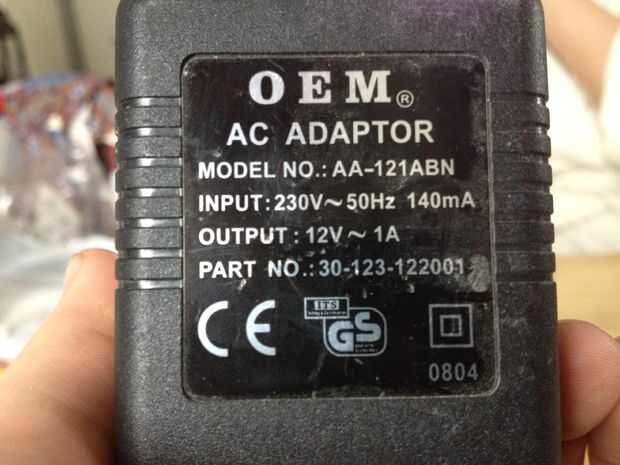 OEM®
AC ADAPTOR
MODEL NO.: AA-121ABN
INPUT: 230V～50Hz 140mA
OUTPUT: 12V～1A
PART NO.: 30-123-122001
CE
ITS
GS
0804